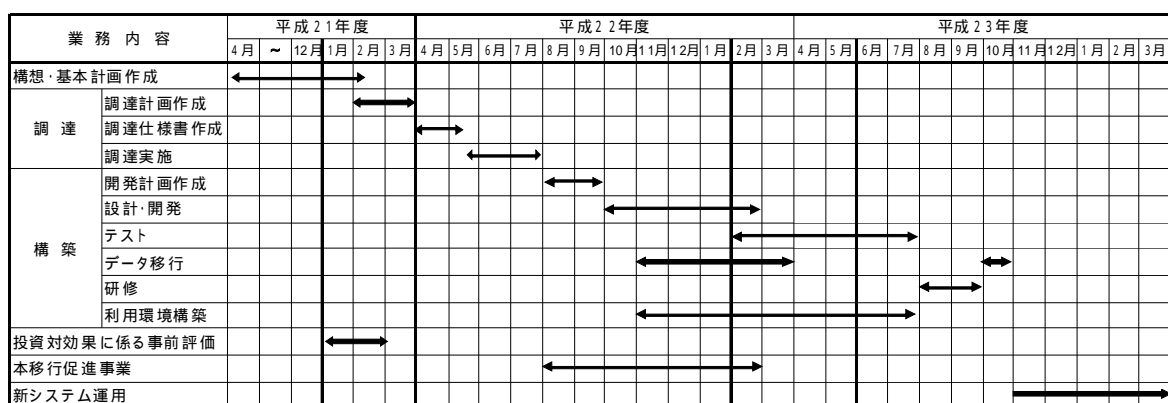 業務内容 平成21年度 平成22年度 平成23年度
4月 ~ 12月 1月 2月 3月 4月 5月 6月 7月 8月 9月 10月 11月 12月 1月 2月 3月 4月 5月 6月 7月 8月 9月 10月 11月 12月 1月 2月 3月
構想・基本計画作成
調達 調達計画作成
調達仕様書作成
調達実施
構築 開発計画作成
設計・開発
テスト
データ移行
研修
利用環境構築
投資対効果に係る事前評価
本移行促進事業
新システム運用